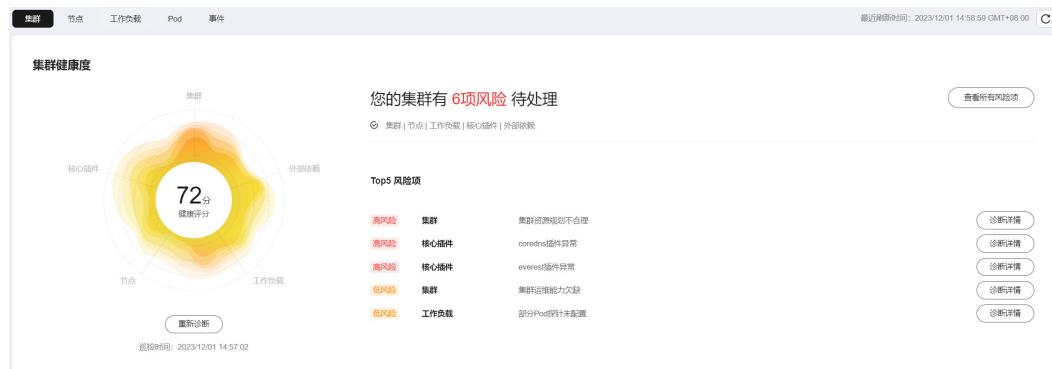 集群 节点 工作负载 Pod 事件 最近刷新时间：2023/12/01 14:58:59 GMT+08:00
集群健康度
集群
外部依赖
工作负载
节点
核心插件
72分
健康评分
重新诊断
巡检时间：2023/12/01 14:57:02
您的集群有 6项风险 待处理
查看所有风险项
集群 | 节点 | 工作负载 | 核心插件 | 外部依赖
Top5 风险项
高风险 集群 集群资源规划不合理 诊断详情
高风险 核心插件 coredns插件异常 诊断详情
高风险 核心插件 everest插件异常 诊断详情
低风险 集群 集群运维能力欠缺 诊断详情
低风险 工作负载 部分Pod探针未配置 诊断详情